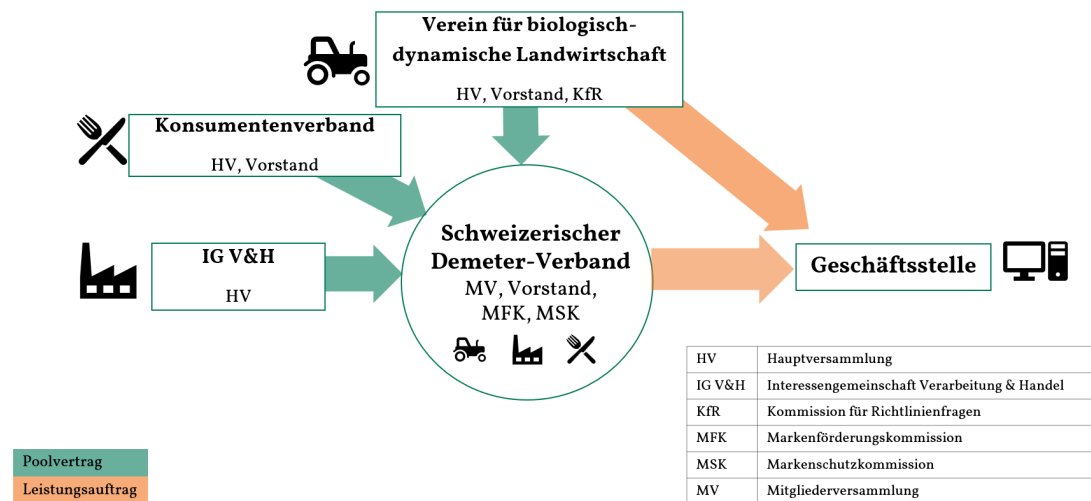 Verein für biologisch-
dynamische Landwirtschaft
HV, Vorstand, KfR
Konsumentenverband
HV, Vorstand
IG V&H
HV
Schweizerischer
Demeter-Verband
MV, Vorstand,
MFK, MSK
Geschäftsstelle
HV Hauptversammlung
IG V&H Interessengemeinschaft Verarbeitung & Handel
KfR Kommission für Richtlinienfragen
MFK Markenförderungskommission
MSK Markenschutzkommission
MV Mitgliederversammlung
Poolvertrag
Leistungsauftrag